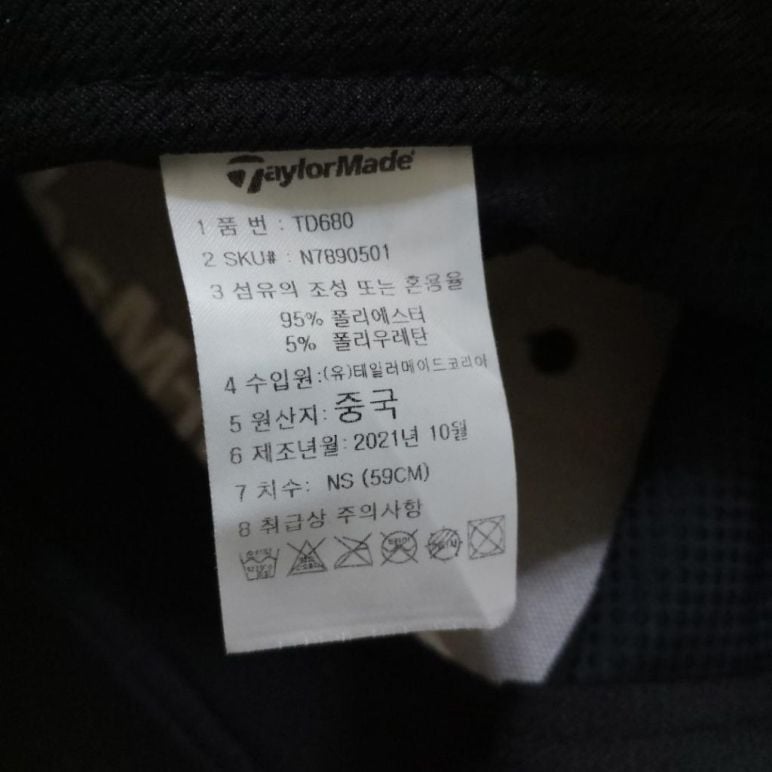 TaylorMade
1 품 번 : TD680
2 SKU# : N7890501
3 섬유의 조성 또는 혼용율
95% 폴리에스터
5% 폴리우레탄
4 수입원:(유)테일러메이드코리아
5 원산지: 중국
6 제조년월: 2021년 10월
7 치수: NS (59CM)
8 취급상 주의사항